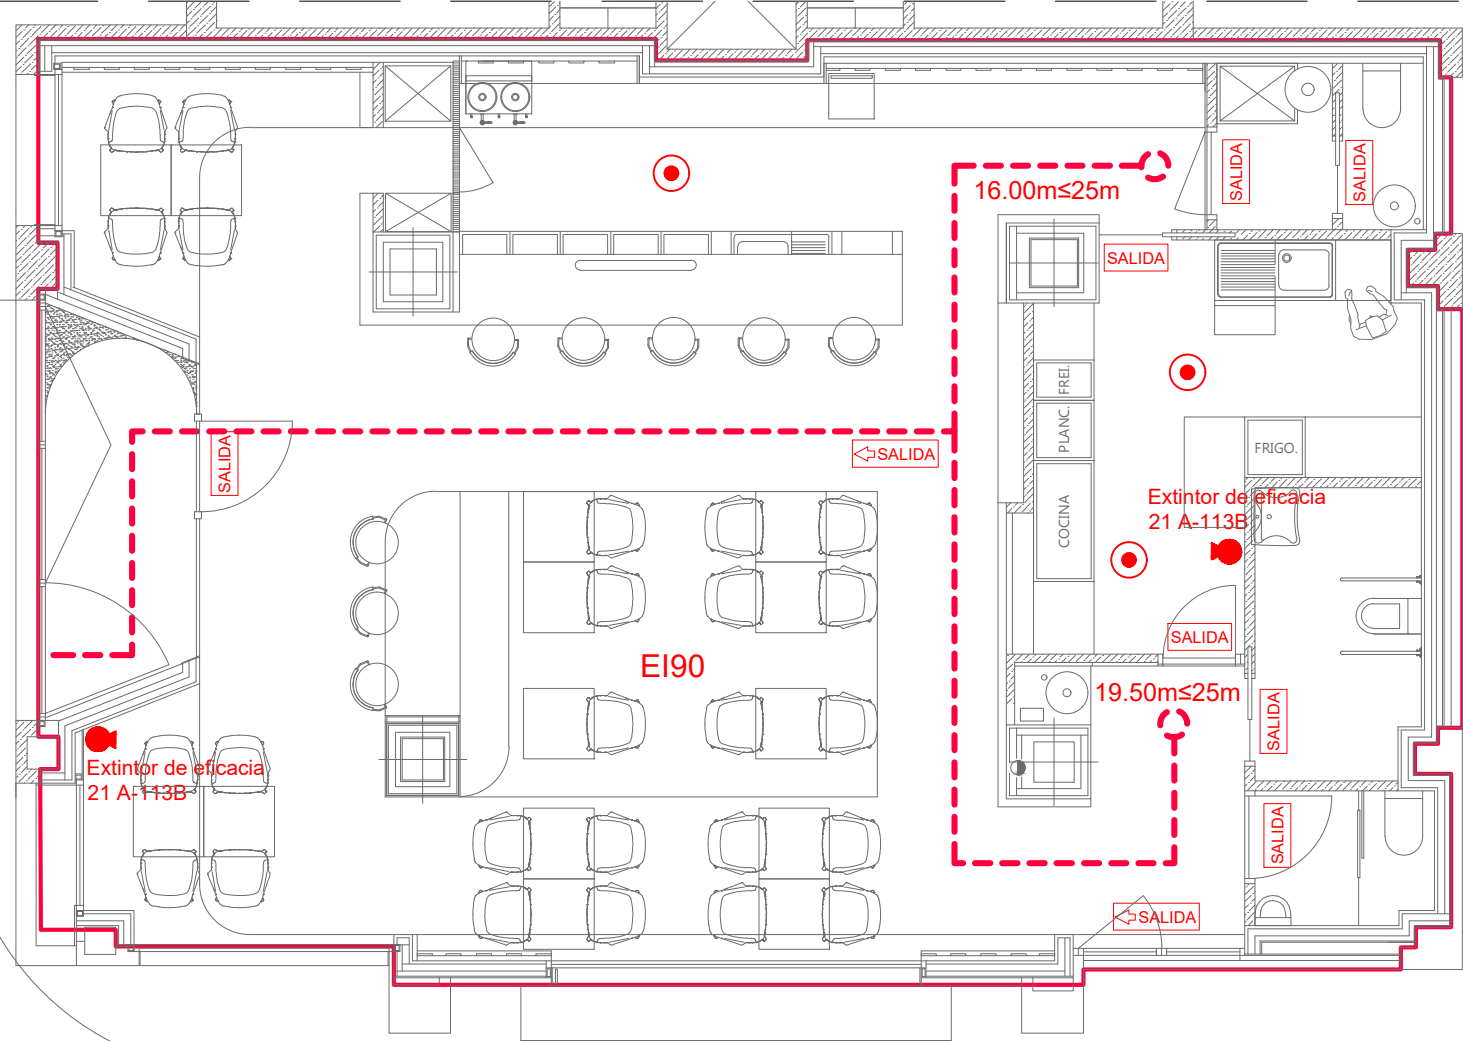 SALIDA
SALIDA
16.00m≤25m
SALIDA
FREI.
PLANC.
COCINA
FRIGO.
SALIDA
SALIDA
Extintor de eficacia
21 A-113B
SALIDA
EI90
19.50m≤25m
SALIDA
Extintor de eficacia
21 A-113B
SALIDA
SALIDA